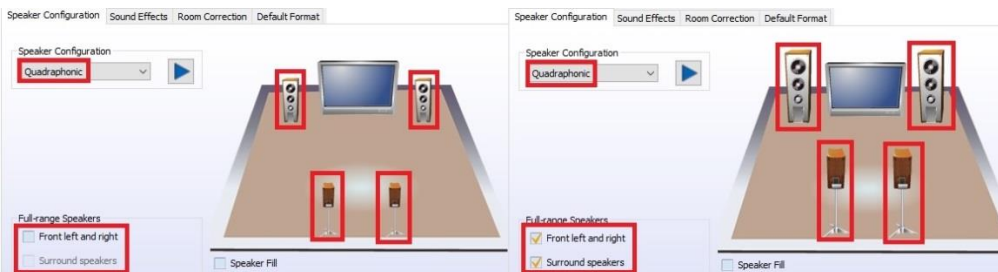 Speaker Configuration Sound Effects Room Correction Default Format
Speaker Configuration
Quadraphonic
Full-range Speakers
Front left and right
Surround speakers
Speaker Fill
Speaker Configuration Sound Effects Room Correction Default Format
Speaker Configuration
Quadraphonic
Full-range Speakers
Front left and right
Surround speakers
Speaker Fill